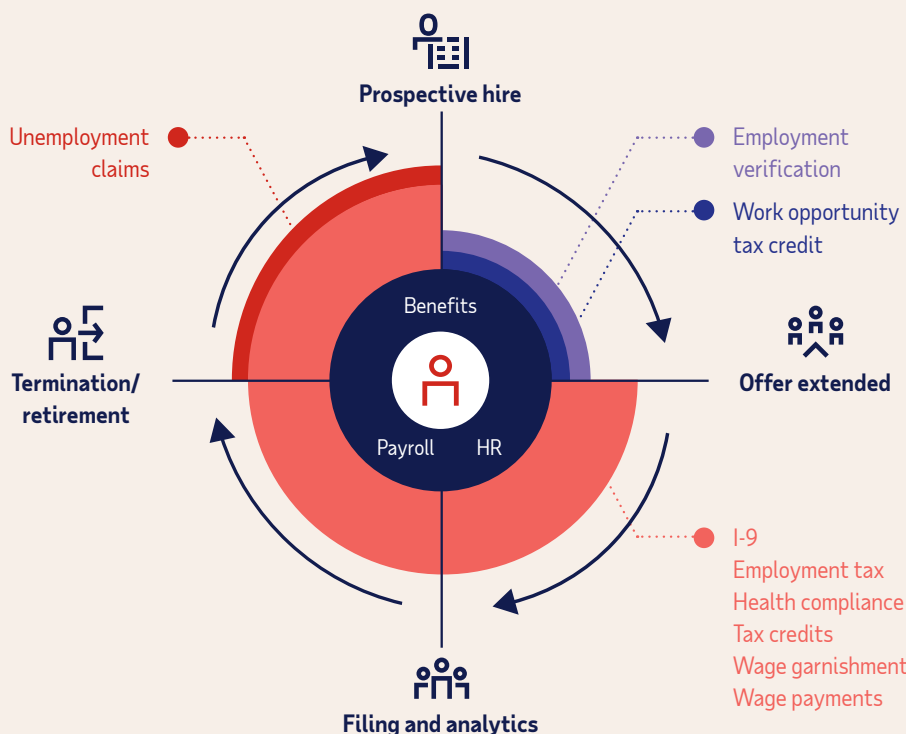 Prospective hire
Unemployment
claims
Employment
verification
Work opportunity
tax credit
Benefits
Payroll
HR
Termination/
retirement
Offer extended
I-9
Employment tax
Health compliance
Tax credits
Wage garnishment
Wage payments
Filing and analytics